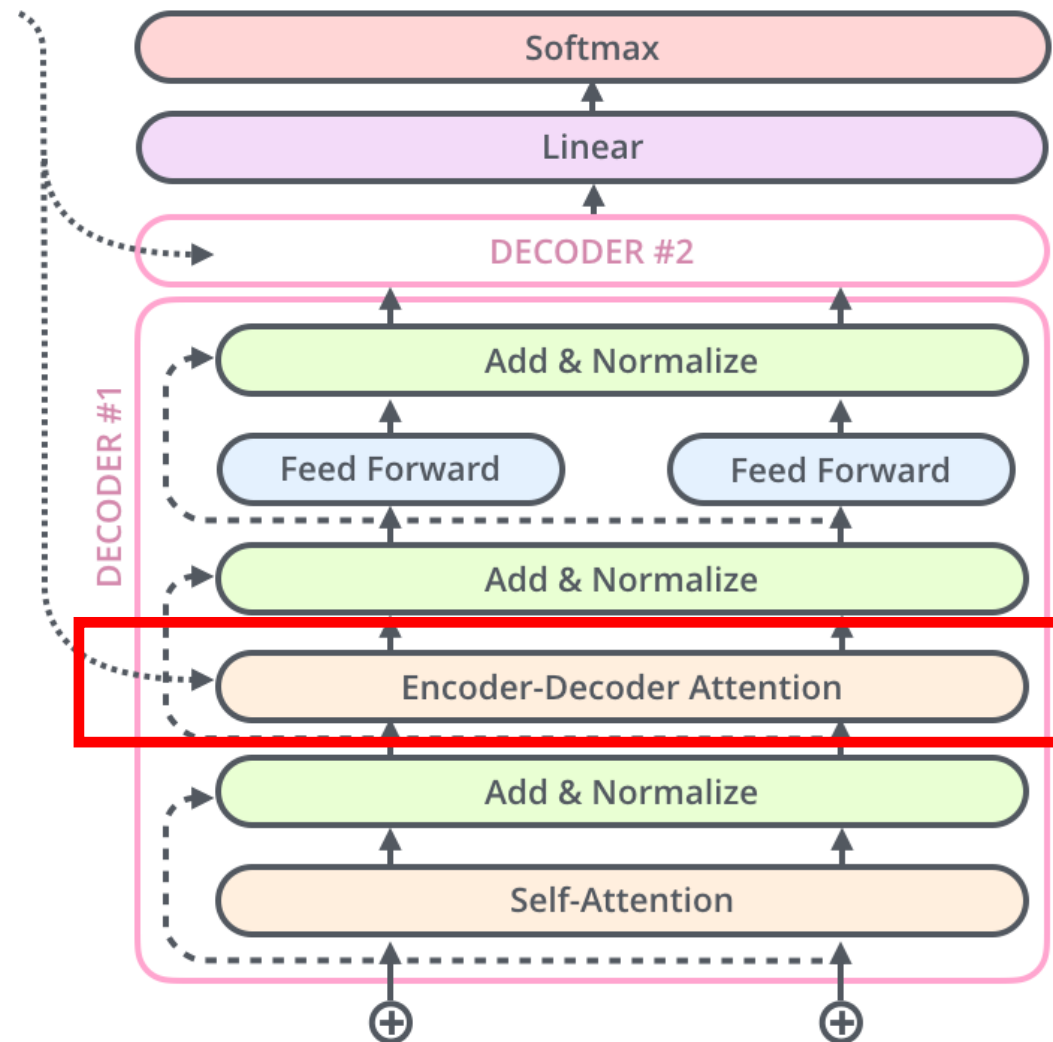 Softmax
Linear
DECODER #2
DECODER #1
Add & Normalize
Feed Forward
Feed Forward
Add & Normalize
Encoder-Decoder Attention
Add & Normalize
Self-Attention